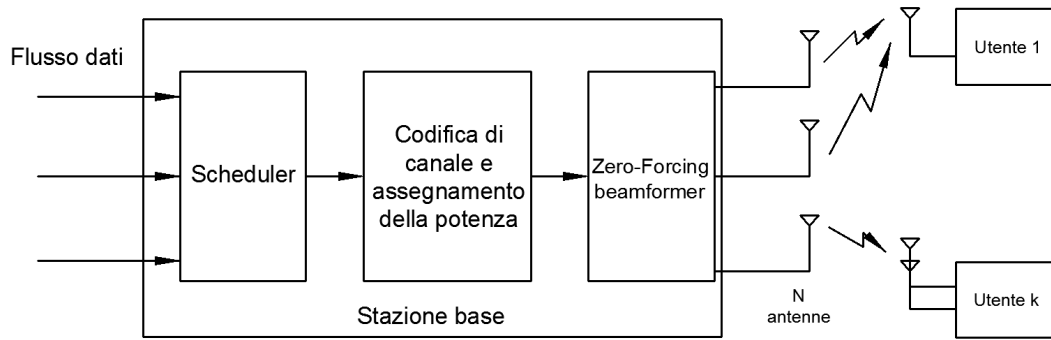 Flusso dati
Scheduler
Codifica di
canale e
assegnamento
della potenza
Zero-Forcing
beamformer
Stazione base
N
antenne
Utente 1
Utente k